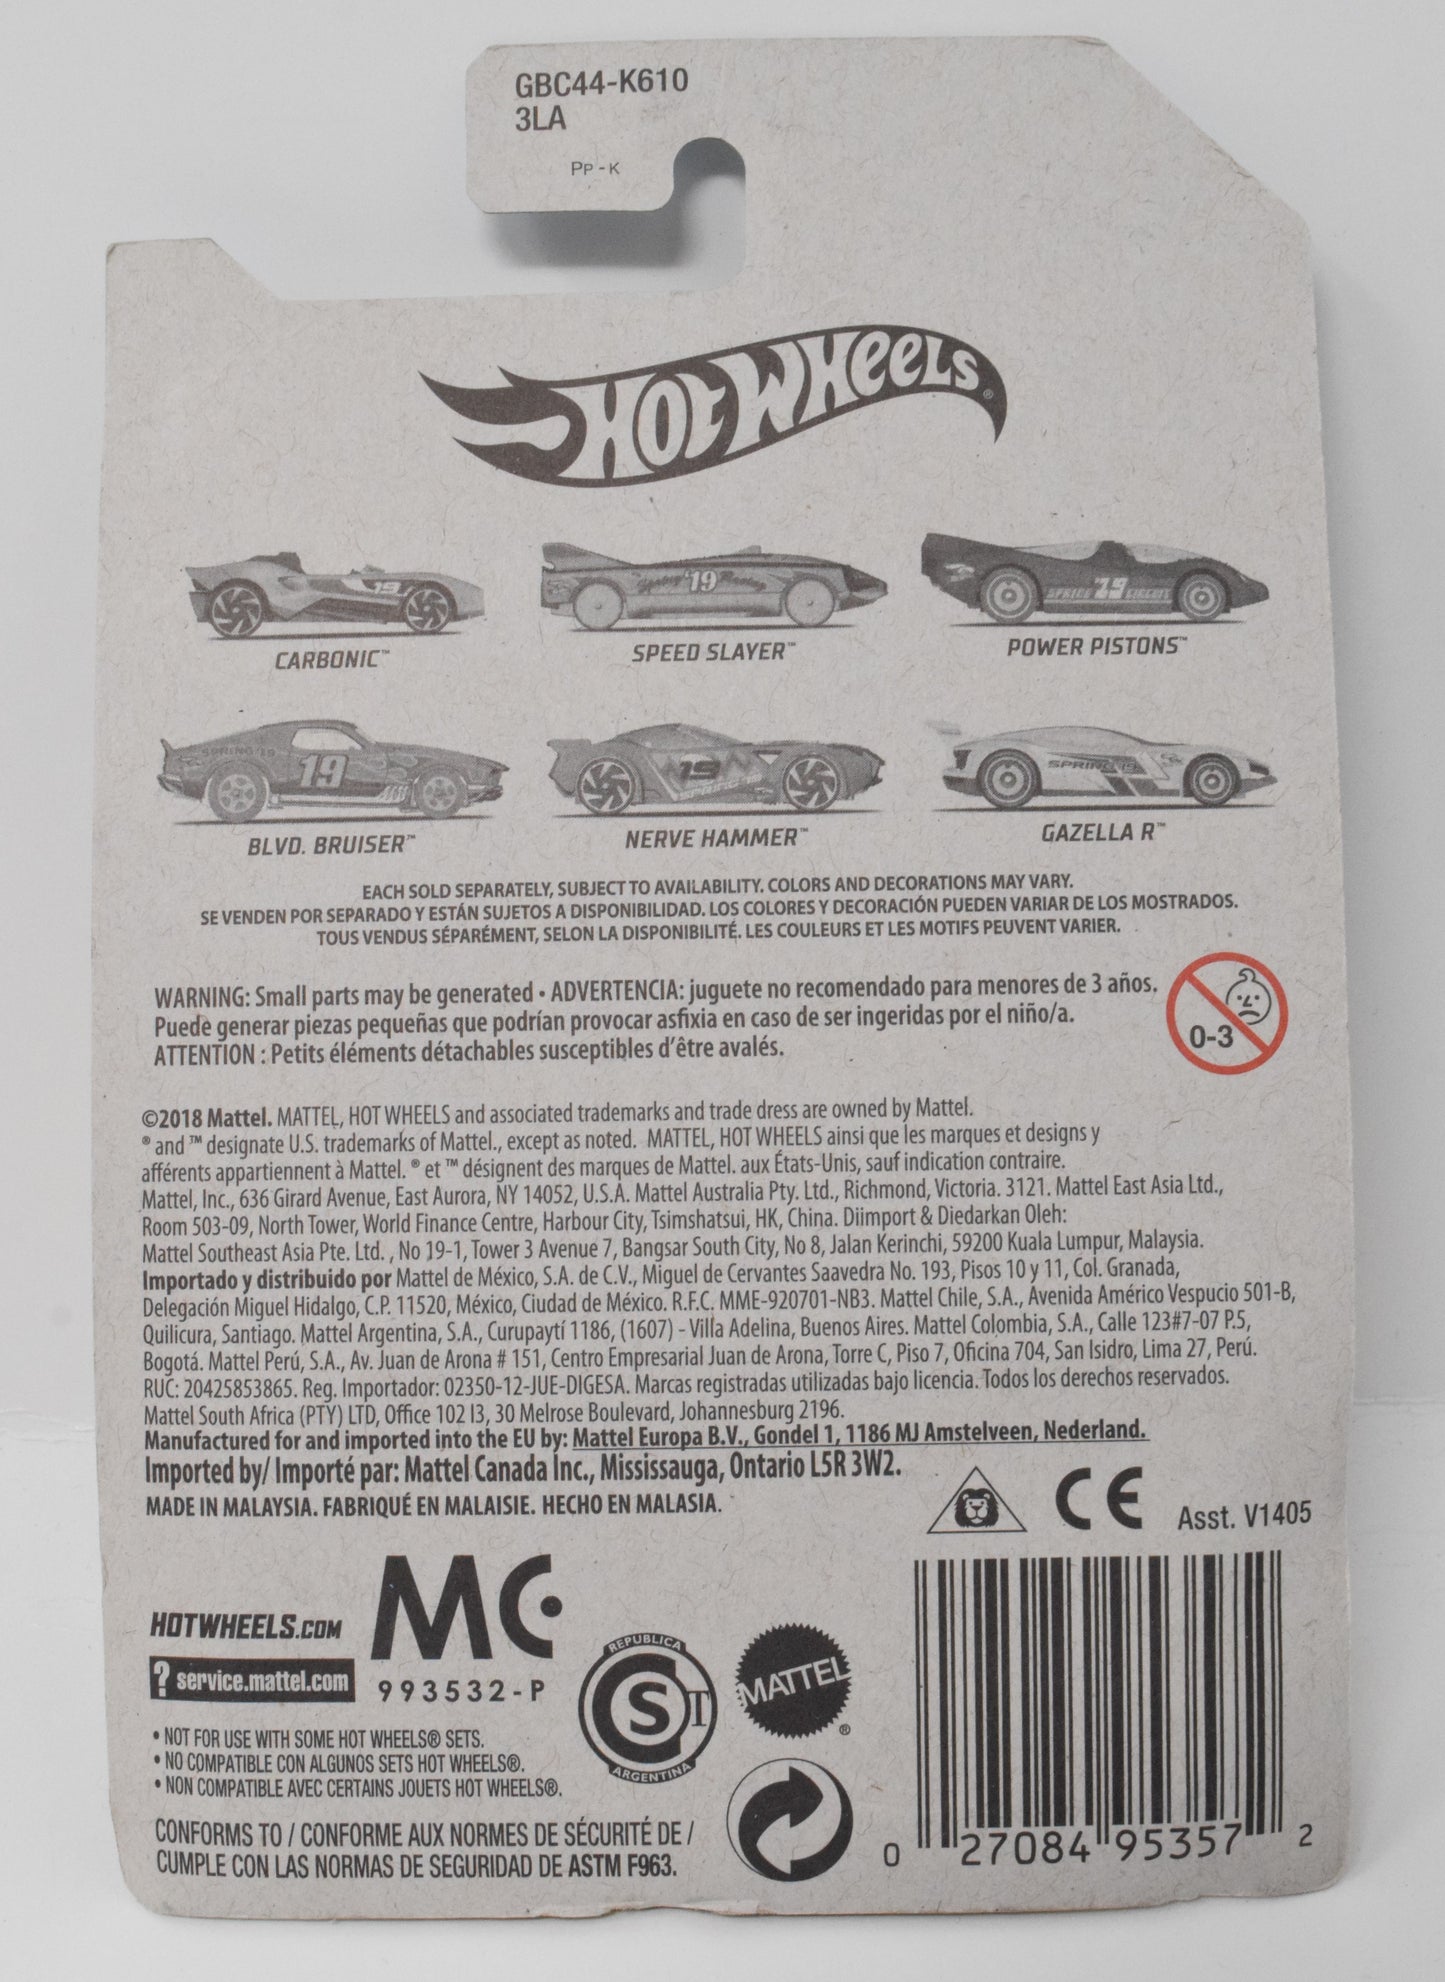 GBC44-K610
3LA
PP - K
HOT WHEELS®
19
'19 Racing
SPRING 19 CIRCUIT
CARBONIC™
SPEED SLAYER™
POWER PISTONS™
SPRING '19
19
19
SPRING 19
BLVD. BRUISER™
NERVE HAMMER™
GAZELLA R™
EACH SOLD SEPARATELY, SUBJECT TO AVAILABILITY. COLORS AND DECORATIONS MAY VARY.
SE VENDEN POR SEPARADO Y ESTÁN SUJETOS A DISPONIBILIDAD. LOS COLORES Y DECORACIÓN PUEDEN VARIAR DE LOS MOSTRADOS.
TOUS VENDUS SÉPARÉMENT, SELON LA DISPONIBILITÉ. LES COULEURS ET LES MOTIFS PEUVENT VARIER.
WARNING: Small parts may be generated • ADVERTENCIA: juguete no recomendado para menores de 3 años.
Puede generar piezas pequeñas que podrían provocar asfixia en caso de ser ingeridas por el niño/a.
ATTENTION : Petits éléments détachables susceptibles d'être avalés.
0-3
©2018 Mattel. MATTEL, HOT WHEELS and associated trademarks and trade dress are owned by Mattel.
® and ™ designate U.S. trademarks of Mattel., except as noted. MATTEL, HOT WHEELS ainsi que les marques et designs y
afférents appartiennent à Mattel. ® et ™ désignent des marques de Mattel. aux États-Unis, sauf indication contraire.
Mattel, Inc., 636 Girard Avenue, East Aurora, NY 14052, U.S.A. Mattel Australia Pty. Ltd., Richmond, Victoria. 3121. Mattel East Asia Ltd.,
Room 503-09, North Tower, World Finance Centre, Harbour City, Tsimshatsui, HK, China. Diimport & Diedarkan Oleh:
Mattel Southeast Asia Pte. Ltd. , No 19-1, Tower 3 Avenue 7, Bangsar South City, No 8, Jalan Kerinchi, 59200 Kuala Lumpur, Malaysia.
Importado y distribuido por Mattel de México, S.A. de C.V., Miguel de Cervantes Saavedra No. 193, Pisos 10 y 11, Col. Granada,
Delegación Miguel Hidalgo, C.P. 11520, México, Ciudad de México. R.F.C. MME-920701-NB3. Mattel Chile, S.A., Avenida Américo Vespucio 501-B,
Quilicura, Santiago. Mattel Argentina, S.A., Curupaytí 1186, (1607) - Villa Adelina, Buenos Aires. Mattel Colombia, S.A., Calle 123#7-07 P.5,
Bogotá. Mattel Perú, S.A., Av. Juan de Arona # 151, Centro Empresarial Juan de Arona, Torre C, Piso 7, Oficina 704, San Isidro, Lima 27, Perú.
RUC: 20425853865. Reg. Importador: 02350-12-JUE-DIGESA. Marcas registradas utilizadas bajo licencia. Todos los derechos reservados.
Mattel South Africa (PTY) LTD, Office 102 I3, 30 Melrose Boulevard, Johannesburg 2196.
Manufactured for and imported into the EU by: Mattel Europa B.V., Gondel 1, 1186 MJ Amstelveen, Nederland.
Imported by/ Importé par: Mattel Canada Inc., Mississauga, Ontario L5R 3W2.
MADE IN MALAYSIA. FABRIQUÉ EN MALAISIE. HECHO EN MALASIA.
CE
Asst. V1405
HOTWHEELS.COM
? service.mattel.com
MC
993532-P
REPUBLICA
CST
ARGENTINA
MATTEL®
• NOT FOR USE WITH SOME HOT WHEELS® SETS.
• NO COMPATIBLE CON ALGUNOS SETS HOT WHEELS®.
• NON COMPATIBLE AVEC CERTAINS JOUETS HOT WHEELS®.
CONFORMS TO / CONFORME AUX NORMES DE SÉCURITÉ DE /
CUMPLE CON LAS NORMAS DE SEGURIDAD DE ASTM F963.
0 27084 95357 2